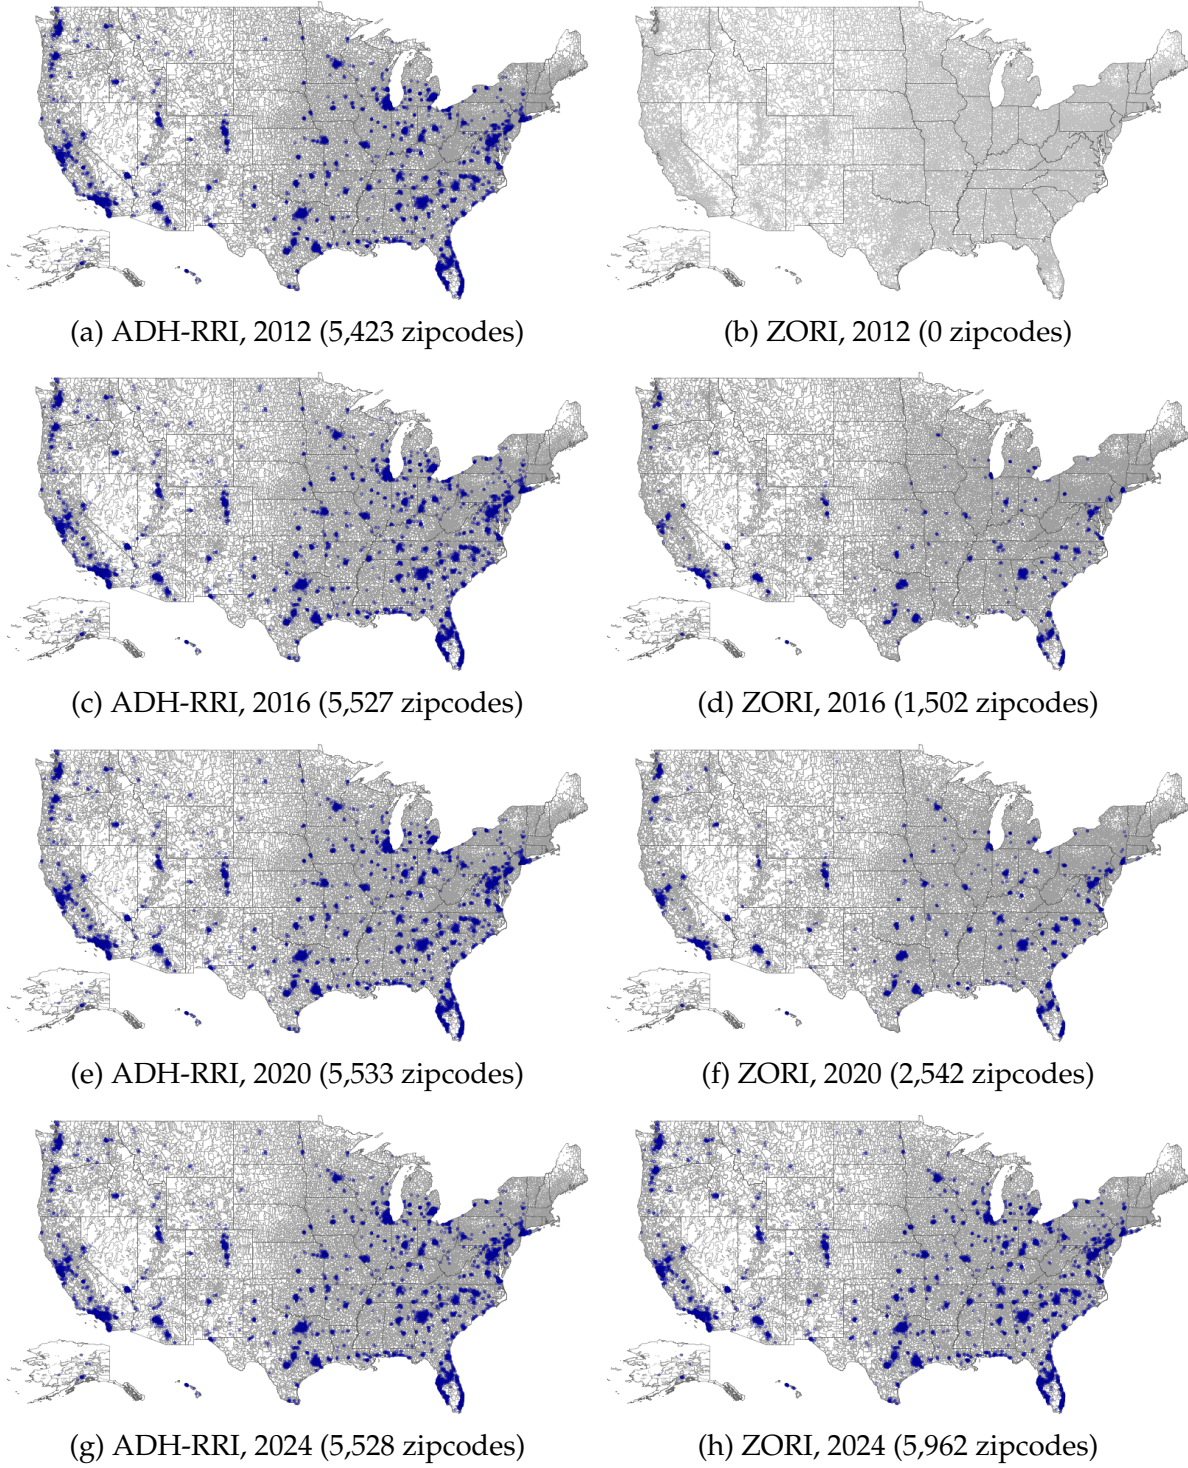 (a) ADH-RRI, 2012 (5,423 zipcodes)
(b) ZORI, 2012 (0 zipcodes)
(c) ADH-RRI, 2016 (5,527 zipcodes)
(d) ZORI, 2016 (1,502 zipcodes)
(e) ADH-RRI, 2020 (5,533 zipcodes)
(f) ZORI, 2020 (2,542 zipcodes)
(g) ADH-RRI, 2024 (5,528 zipcodes)
(h) ZORI, 2024 (5,962 zipcodes)